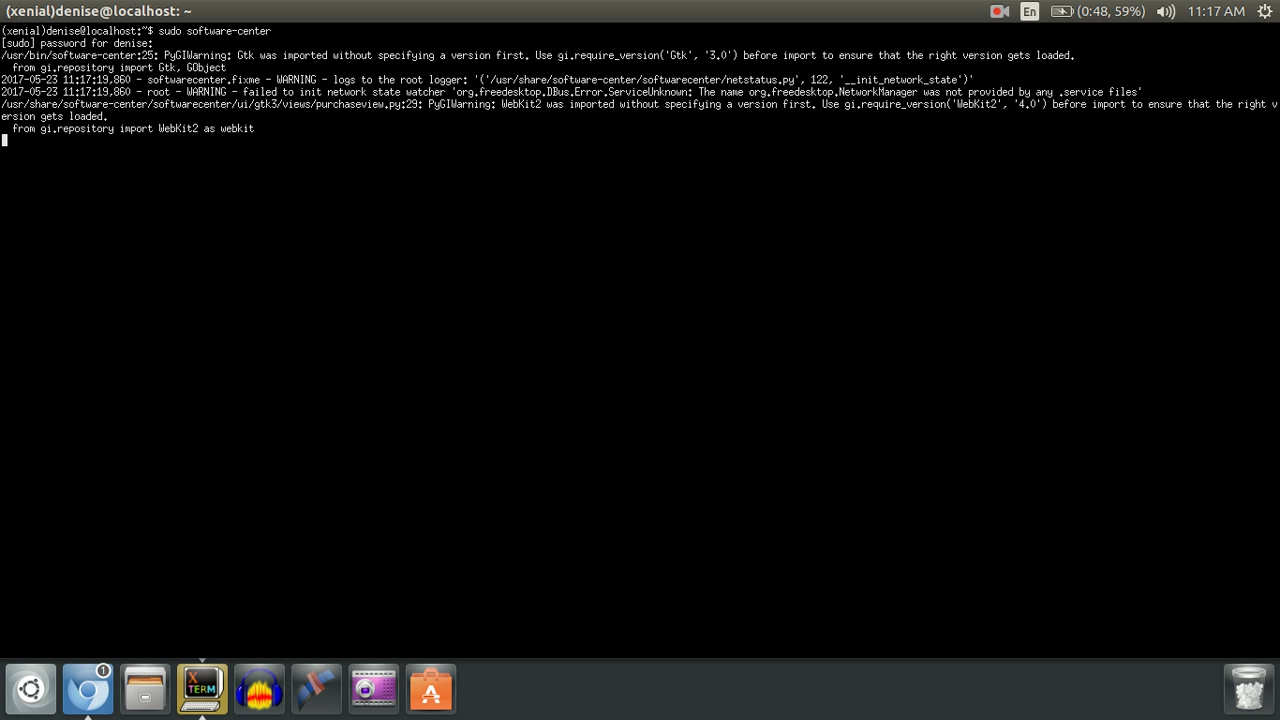 (xenial)denise@localhost: ~
En
(0:48, 59%)
11:17 AM
(xenial)denise@localhost:~$ sudo software-center
[sudo] password for denise:
/usr/bin/software-center:25: PyGIWarning: Gtk was imported without specifying a version first. Use gi.require_version('Gtk', '3.0') before import to ensure that the right version gets loaded.
from gi.repository import Gtk, GObject
2017-05-23 11:17:19,860 - softwarecenter.fixme - WARNING - logs to the root logger: '('/usr/share/software-center/softwarecenter/netstatus.py', 122, '__init_network_state')'
2017-05-23 11:17:19,860 - root - WARNING - failed to init network state watcher 'org.freedesktop.DBus.Error.ServiceUnknown: The name org.freedesktop.NetworkManager was not provided by any .service files'
/usr/share/software-center/softwarecenter/ui/gtk3/views/purchaseview.py:29: PyGIWarning: WebKit2 was imported without specifying a version first. Use gi.require_version('WebKit2', '4.0') before import to ensure that the right v
ersion gets loaded.
from gi.repository import WebKit2 as webkit
1
X
TERM